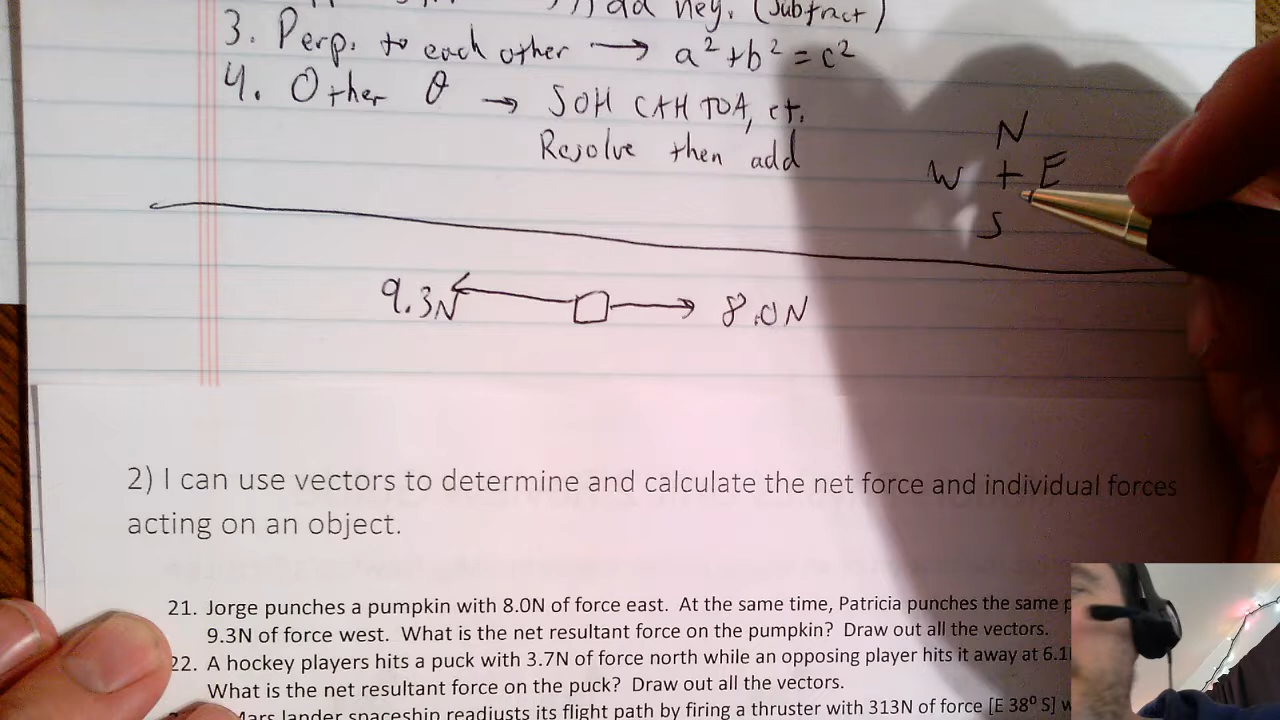 ad neg. (subtract)
3. Perp. to each other → a² + b² = c²
4. Other θ → SOH CAH TOA, ct.
Resolve then add
N
W + E
S
9.3N 8.0N
2) I can use vectors to determine and calculate the net force and individual forces
acting on an object.
21. Jorge punches a pumpkin with 8.0N of force east. At the same time, Patricia punches the same
9.3N of force west. What is the net resultant force on the pumpkin? Draw out all the vectors.
22. A hockey players hits a puck with 3.7N of force north while an opposing player hits it away at 6.1
What is the net resultant force on the puck? Draw out all the vectors.
Mars lander spaceship readjusts its flight path by firing a thruster with 313N of force [E 38⁰ S]